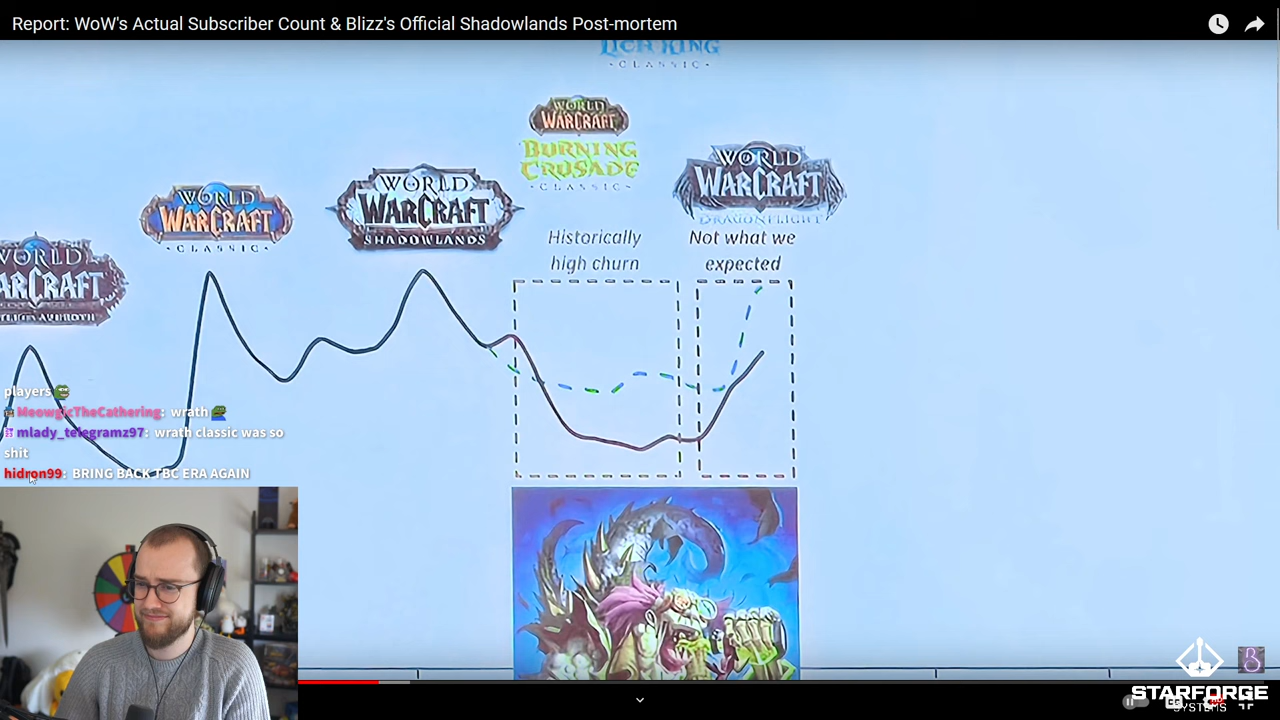 Report: WoW's Actual Subscriber Count & Blizz's Official Shadowlands Post-mortem
LICH KING
CLASSIC
WORLD
WARCRAFT
BURNING
CRUSADE
CLASSIC
WORLD
WARCRAFT
DRAGONFLIGHT
WORLD
WARCRAFT
SHADOWLANDS
WORLD
WARCRAFT
CLASSIC
Historically
high churn
Not what we
expected
players
MeowgicTheCathering: wrath
mlady_telegramz97: wrath classic was so
shit
hidron99: BRING BACK TBC ERA AGAIN
B
STARFORGE
SYSTEMS